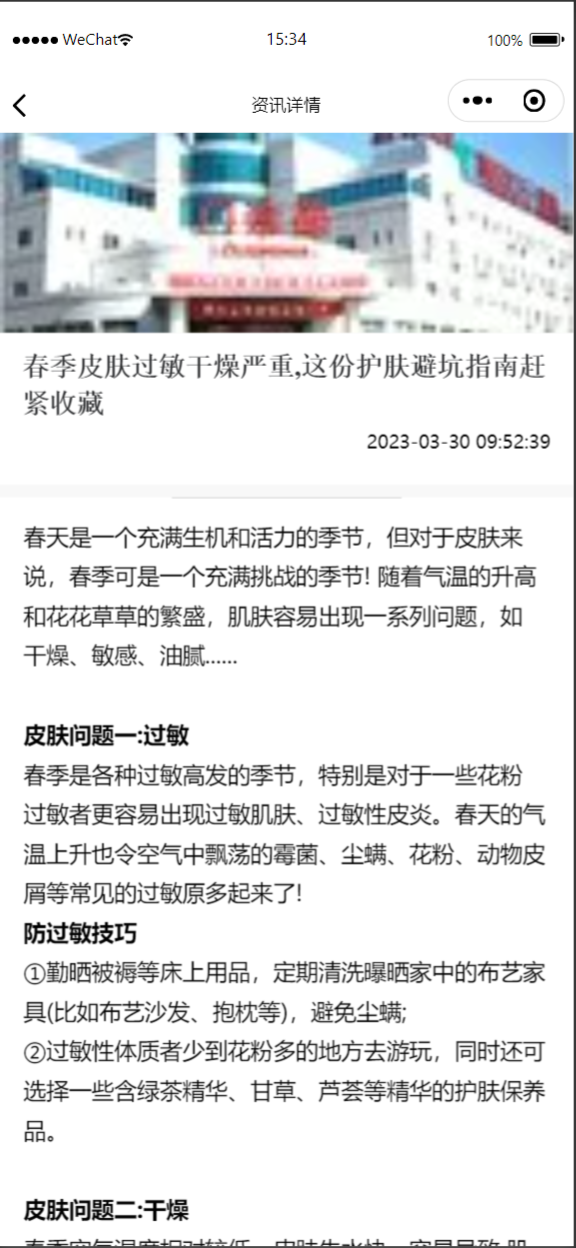 WeChat
15:34
100%
资讯详情
春季皮肤过敏干燥严重,这份护肤避坑指南赶
紧收藏
2023-03-30 09:52:39
春天是一个充满生机和活力的季节，但对于皮肤来
说，春季可是一个充满挑战的季节! 随着气温的升高
和花花草草的繁盛，肌肤容易出现一系列问题，如
干燥、敏感、油腻......
皮肤问题一:过敏
春季是各种过敏高发的季节，特别是对于一些花粉
过敏者更容易出现过敏肌肤、过敏性皮炎。春天的气
温上升也令空气中飘荡的霉菌、尘螨、花粉、动物皮
屑等常见的过敏原多起来了!
防过敏技巧
①勤晒被褥等床上用品，定期清洗曝晒家中的布艺家
具(比如布艺沙发、抱枕等)，避免尘螨;
②过敏性体质者少到花粉多的地方去游玩，同时还可
选择一些含绿茶精华、甘草、芦荟等精华的护肤保养
品。
皮肤问题二:干燥